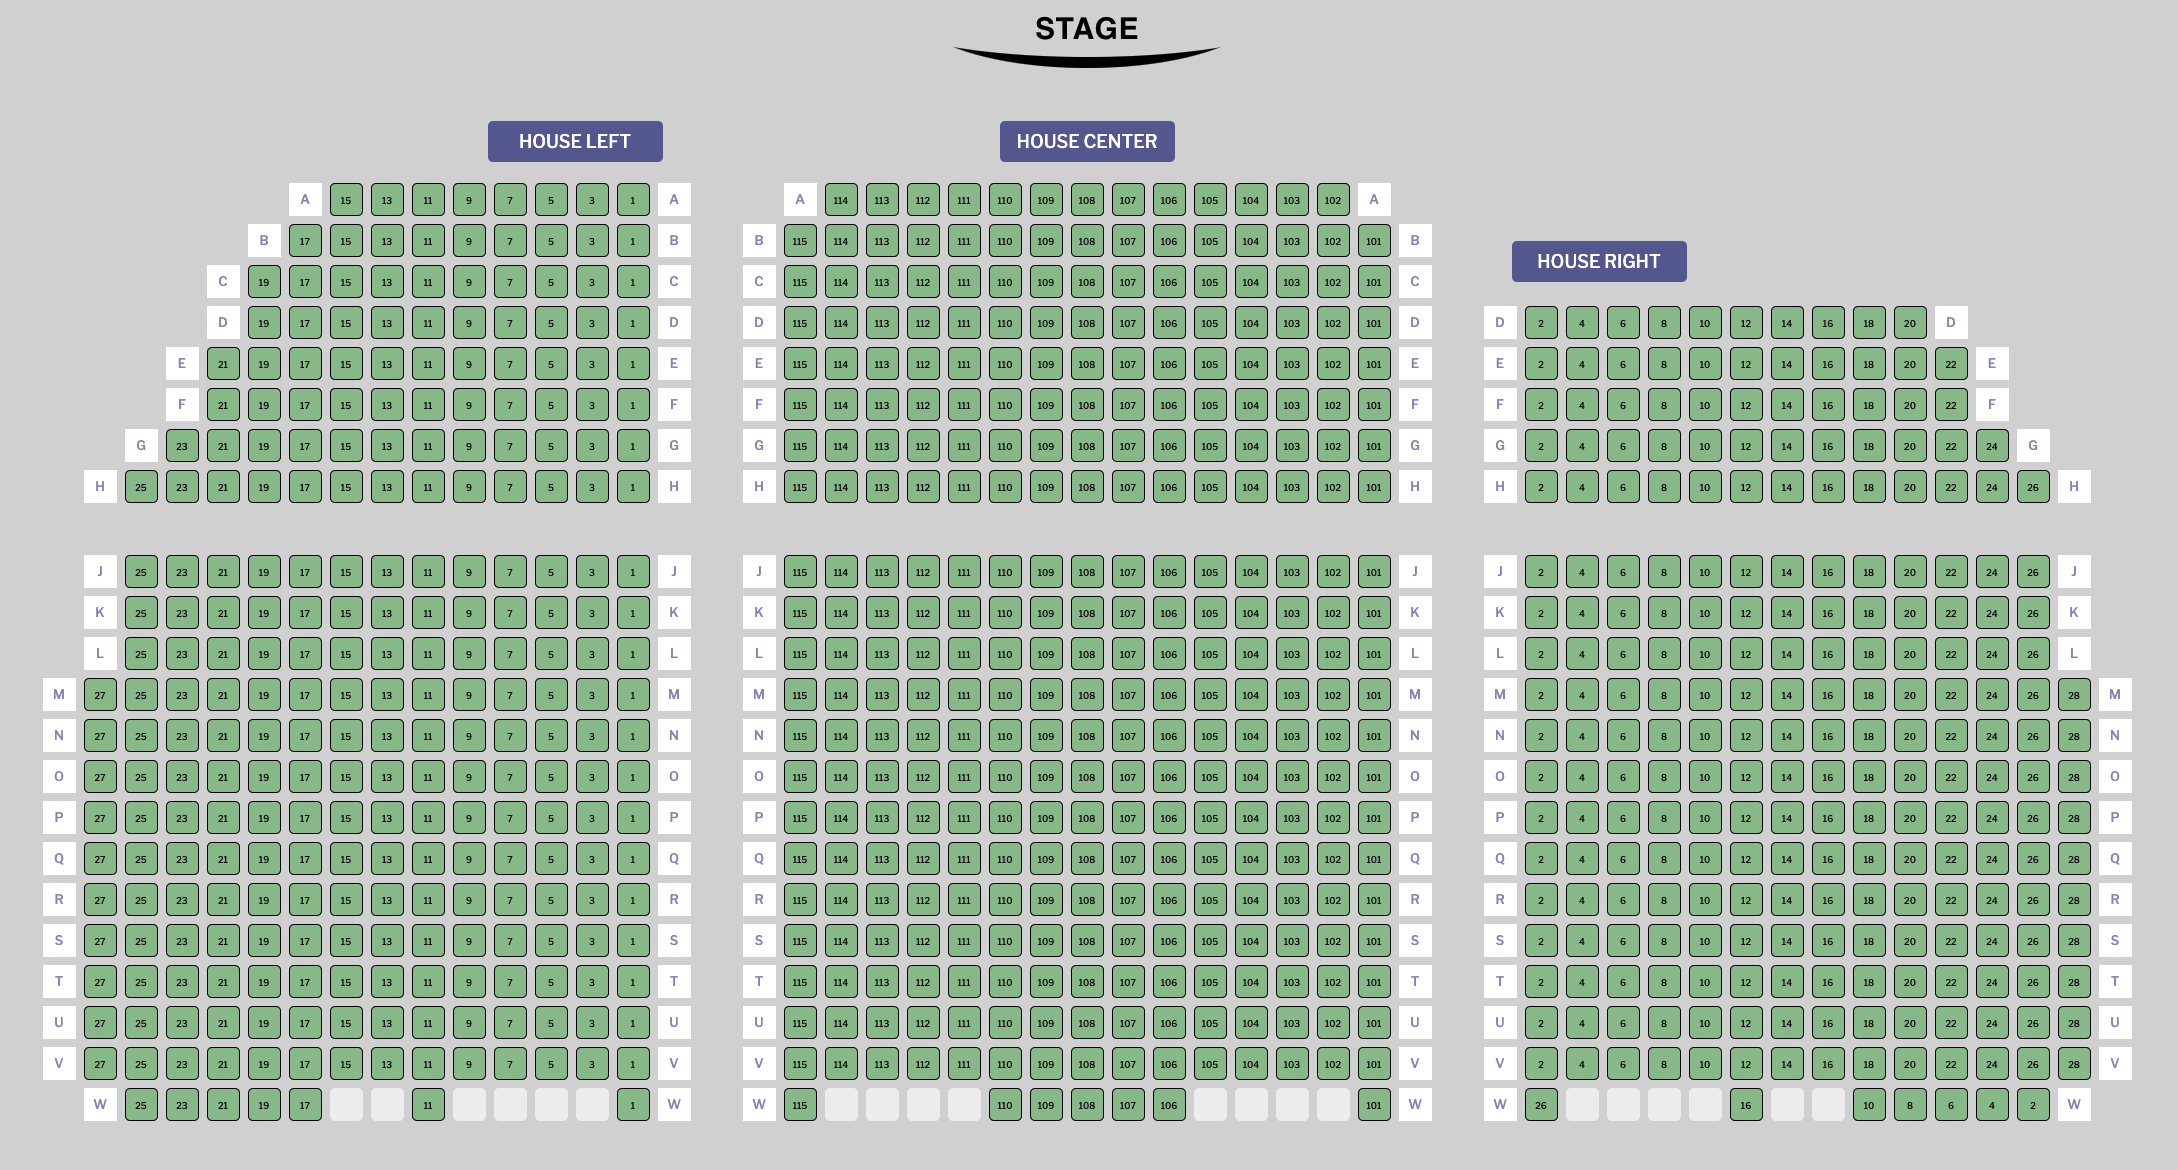 STAGE
HOUSE LEFT HOUSE CENTER
A 15 13 11 9 7 5 3 1 A A 114 113 112 111 110 109 108 107 106 105 104 103 102 A
B 17 15 13 11 9 7 5 3 1 B B 115 114 113 112 111 110 109 108 107 106 105 104 103 102 101 B
HOUSE RIGHT
C 19 17 15 13 11 9 7 5 3 1 C C 115 114 113 112 111 110 109 108 107 106 105 104 103 102 101 C
D 19 17 15 13 11 9 7 5 3 1 D D 115 114 113 112 111 110 109 108 107 106 105 104 103 102 101 D D 2 4 6 8 10 12 14 16 18 20 D
E 21 19 17 15 13 11 9 7 5 3 1 E E 115 114 113 112 111 110 109 108 107 106 105 104 103 102 101 E E 2 4 6 8 10 12 14 16 18 20 22 E
F 21 19 17 15 13 11 9 7 5 3 1 F F 115 114 113 112 111 110 109 108 107 106 105 104 103 102 101 F F 2 4 6 8 10 12 14 16 18 20 22 F
G 23 21 19 17 15 13 11 9 7 5 3 1 G G 115 114 113 112 111 110 109 108 107 106 105 104 103 102 101 G G 2 4 6 8 10 12 14 16 18 20 22 24 G
H 25 23 21 19 17 15 13 11 9 7 5 3 1 H H 115 114 113 112 111 110 109 108 107 106 105 104 103 102 101 H H 2 4 6 8 10 12 14 16 18 20 22 24 26 H
J 25 23 21 19 17 15 13 11 9 7 5 3 1 J J 115 114 113 112 111 110 109 108 107 106 105 104 103 102 101 J J 2 4 6 8 10 12 14 16 18 20 22 24 26 J
K 25 23 21 19 17 15 13 11 9 7 5 3 1 K K 115 114 113 112 111 110 109 108 107 106 105 104 103 102 101 K K 2 4 6 8 10 12 14 16 18 20 22 24 26 K
L 25 23 21 19 17 15 13 11 9 7 5 3 1 L L 115 114 113 112 111 110 109 108 107 106 105 104 103 102 101 L L 2 4 6 8 10 12 14 16 18 20 22 24 26 L
M 27 25 23 21 19 17 15 13 11 9 7 5 3 1 M M 115 114 113 112 111 110 109 108 107 106 105 104 103 102 101 M M 2 4 6 8 10 12 14 16 18 20 22 24 26 28 M
N 27 25 23 21 19 17 15 13 11 9 7 5 3 1 N N 115 114 113 112 111 110 109 108 107 106 105 104 103 102 101 N N 2 4 6 8 10 12 14 16 18 20 22 24 26 28 N
O 27 25 23 21 19 17 15 13 11 9 7 5 3 1 O O 115 114 113 112 111 110 109 108 107 106 105 104 103 102 101 O O 2 4 6 8 10 12 14 16 18 20 22 24 26 28 O
P 27 25 23 21 19 17 15 13 11 9 7 5 3 1 P P 115 114 113 112 111 110 109 108 107 106 105 104 103 102 101 P P 2 4 6 8 10 12 14 16 18 20 22 24 26 28 P
Q 27 25 23 21 19 17 15 13 11 9 7 5 3 1 Q Q 115 114 113 112 111 110 109 108 107 106 105 104 103 102 101 Q Q 2 4 6 8 10 12 14 16 18 20 22 24 26 28 Q
R 27 25 23 21 19 17 15 13 11 9 7 5 3 1 R R 115 114 113 112 111 110 109 108 107 106 105 104 103 102 101 R R 2 4 6 8 10 12 14 16 18 20 22 24 26 28 R
S 27 25 23 21 19 17 15 13 11 9 7 5 3 1 S S 115 114 113 112 111 110 109 108 107 106 105 104 103 102 101 S S 2 4 6 8 10 12 14 16 18 20 22 24 26 28 S
T 27 25 23 21 19 17 15 13 11 9 7 5 3 1 T T 115 114 113 112 111 110 109 108 107 106 105 104 103 102 101 T T 2 4 6 8 10 12 14 16 18 20 22 24 26 28 T
U 27 25 23 21 19 17 15 13 11 9 7 5 3 1 U U 115 114 113 112 111 110 109 108 107 106 105 104 103 102 101 U U 2 4 6 8 10 12 14 16 18 20 22 24 26 28 U
V 27 25 23 21 19 17 15 13 11 9 7 5 3 1 V V 115 114 113 112 111 110 109 108 107 106 105 104 103 102 101 V V 2 4 6 8 10 12 14 16 18 20 22 24 26 28 V
W 25 23 21 19 17 11 1 W W 115 110 109 108 107 106 101 W W 26 16 10 8 6 4 2 W